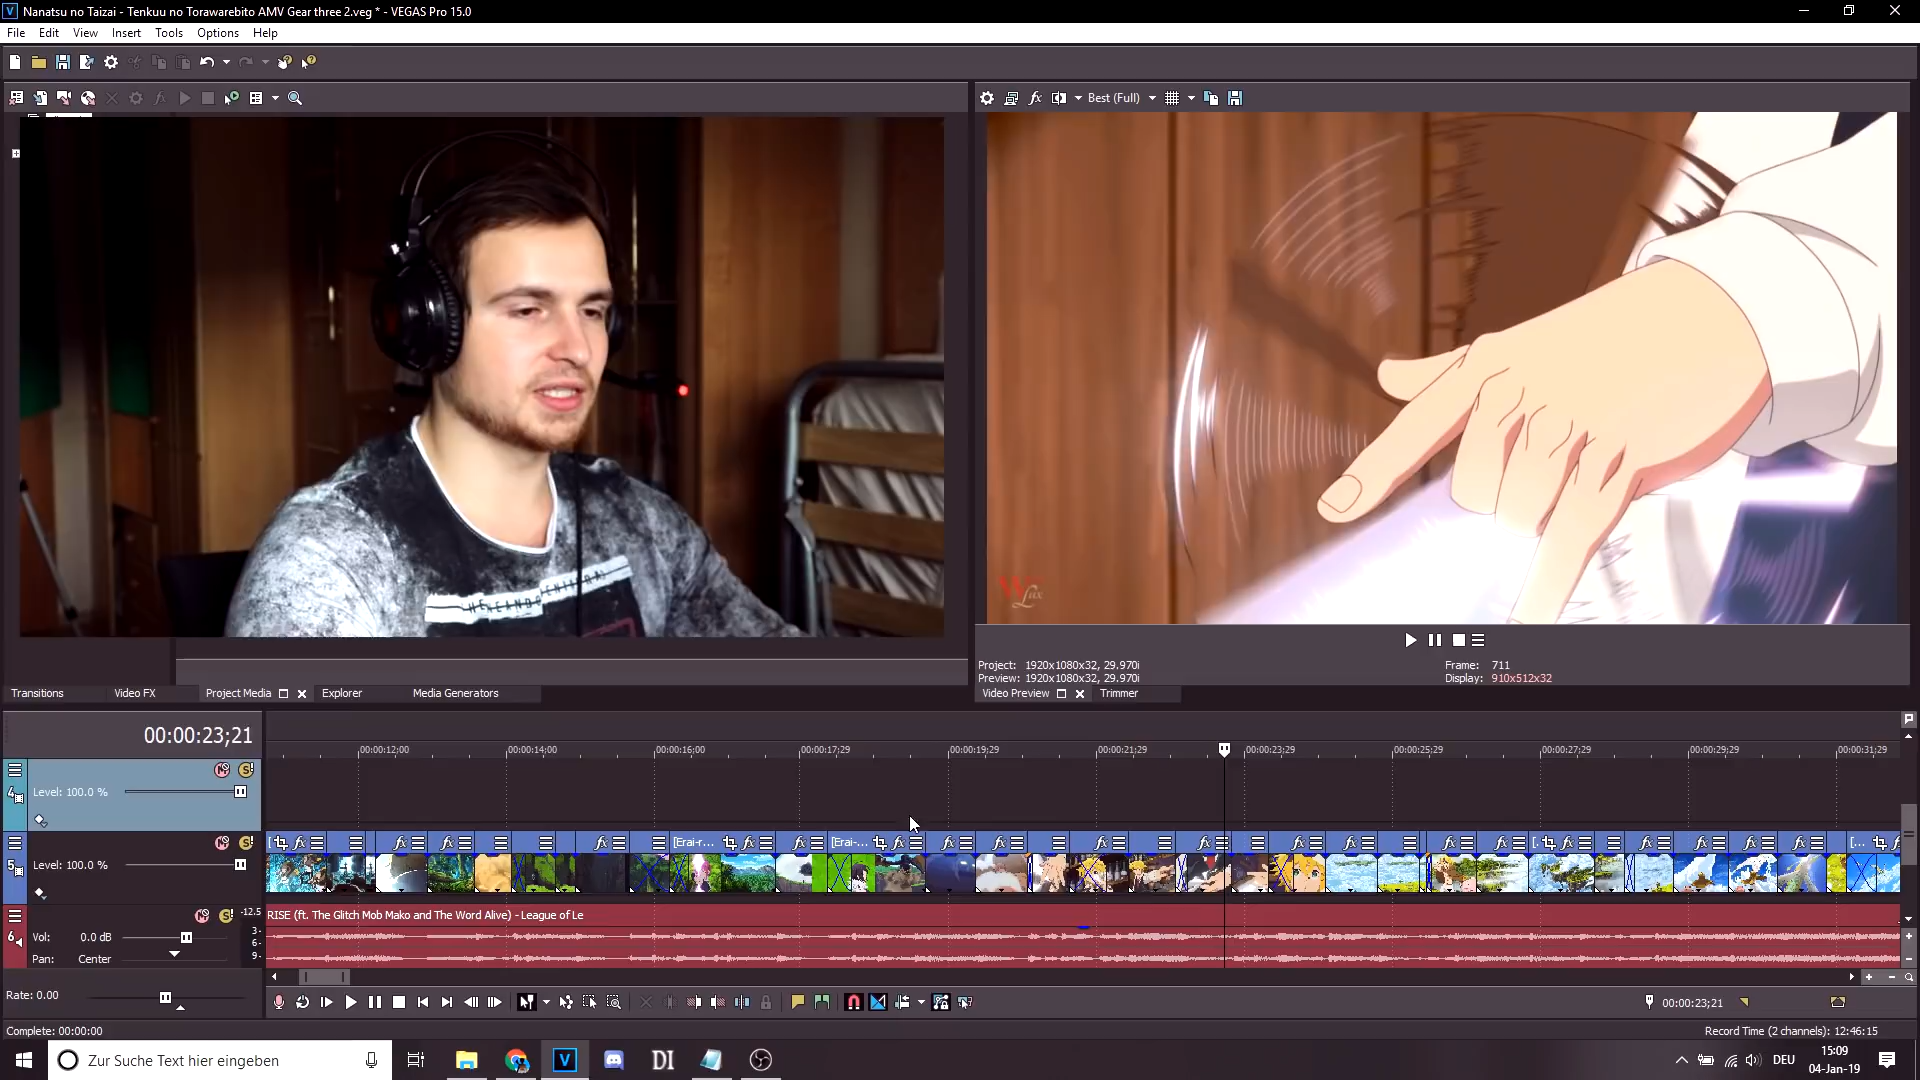 Nanatsu no Taizai - Tenkuu no Torawarebito AMV Gear three 2.veg * - VEGAS Pro 15.0
File Edit View Insert Tools Options Help
Best (Full)
Project: 1920x1080x32, 29.970i
Frame: 711
Preview: 1920x1080x32, 29.970i
Display: 910x512x32
Transitions Video FX Project Media Explorer Media Generators
Video Preview Trimmer
00:00:23;21
00:00:12;00 00:00:14;00 00:00:16;00 00:00:17;29 00:00:19;29 00:00:21;29 00:00:23;29 00:00:25;29 00:00:27;29 00:00:29;29 00:00:31;29
4 Level: 100.0 %
[Erai-r... [Erai-...
5 Level: 100.0 %
-12.5 RISE (ft. The Glitch Mob Mako and The Word Alive) - League of Le
6 Vol: 0.0 dB 3- 6-
Pan: Center 9-
Rate: 0.00
00:00:23;21
Complete: 00:00:00
Record Time (2 channels): 12:46:15
Zur Suche Text hier eingeben
DI
DEU
15:09
04-Jan-19